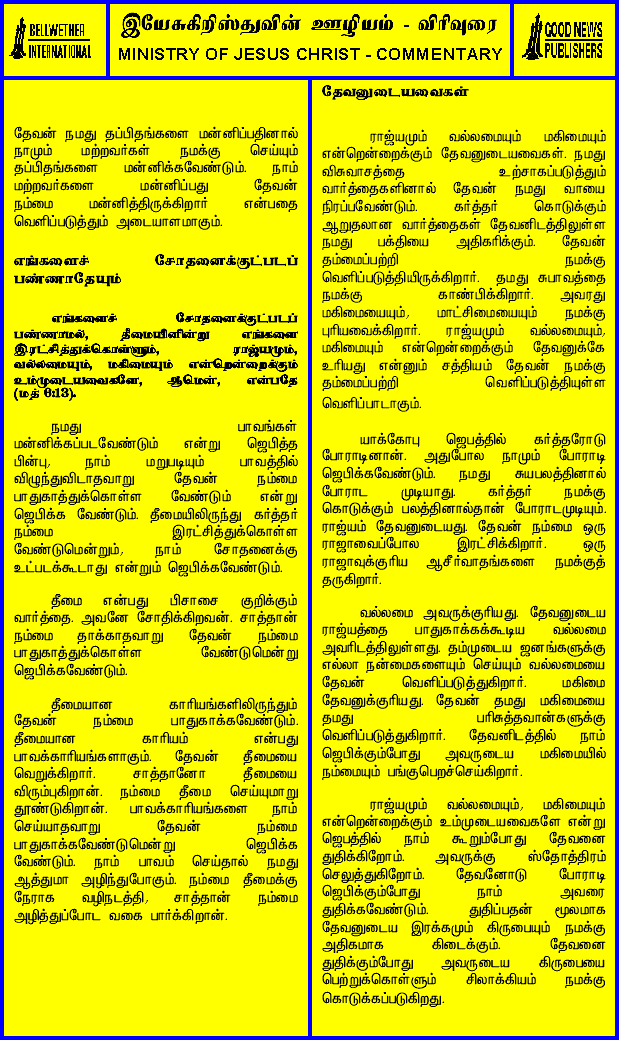 BELLWETHER
INTERNATIONAL
இயேசுகிறிஸ்துவின் ஊழியம் - விரிவுரை
MINISTRY OF JESUS CHRIST - COMMENTARY
GOOD NEWS
PUBLISHERS
தேவன் நமது தப்பிதங்களை மன்னிப்பதினால்
நாமும் மற்றவர்கள் நமக்கு செய்யும்
தப்பிதங்களை மன்னிக்கவேண்டும். நாம்
மற்றவர்களை மன்னிப்பது தேவன்
நம்மை மன்னித்திருக்கிறார் என்பதை
வெளிப்படுத்தும் அடையாளமாகும்.
எங்களைச் சோதனைக்குட்படப்
பண்ணாதேயும்
எங்களைச் சோதனைக்குட்படப்
பண்ணாமல், தீமையினின்று எங்களை
இரட்சித்துக்கொள்ளும், ராஜ்யமும்,
வல்லமையும், மகிமையும் என்றென்றைக்கும்
உம்முடையவைகளே, ஆமென், என்பதே
(மத் 6:13).
நமது பாவங்கள்
மன்னிக்கப்படவேண்டும் என்று ஜெபித்த
பின்பு, நாம் மறுபடியும் பாவத்தில்
விழுந்துவிடாதவாறு தேவன் நம்மை
பாதுகாத்துக்கொள்ள வேண்டும் என்று
ஜெபிக்க வேண்டும். தீமையிலிருந்து கர்த்தர்
நம்மை இரட்சித்துக்கொள்ள
வேண்டுமென்றும், நாம் சோதனைக்கு
உட்படக்கூடாது என்றும் ஜெபிக்கவேண்டும்.
தீமை என்பது பிசாசை குறிக்கும்
வார்த்தை. அவனே சோதிக்கிறவன். சாத்தான்
நம்மை தாக்காதவாறு தேவன் நம்மை
பாதுகாத்துக்கொள்ள வேண்டுமென்று
ஜெபிக்கவேண்டும்.
தீமையான காரியங்களிலிருந்தும்
தேவன் நம்மை பாதுகாக்கவேண்டும்.
தீமையான காரியம் என்பது
பாவக்காரியங்களாகும். தேவன் தீமையை
வெறுக்கிறார். சாத்தானோ தீமையை
விரும்புகிறான். நம்மை தீமை செய்யுமாறு
தூண்டுகிறான். பாவக்காரியங்களை நாம்
செய்யாதவாறு தேவன் நம்மை
பாதுகாக்கவேண்டுமென்று ஜெபிக்க
வேண்டும். நாம் பாவம் செய்தால் நமது
ஆத்துமா அழிந்துபோகும். நம்மை தீமைக்கு
நேராக வழிநடத்தி, சாத்தான் நம்மை
அழித்துப்போட வகை பார்க்கிறான்.
தேவனுடையவைகள்
ராஜ்யமும் வல்லமையும் மகிமையும்
என்றென்றைக்கும் தேவனுடையவைகள். நமது
விசுவாசத்தை உற்சாகப்படுத்தும்
வார்த்தைகளினால் தேவன் நமது வாயை
நிரப்பவேண்டும். கர்த்தர் கொடுக்கும்
ஆறுதலான வார்த்தைகள் தேவனிடத்திலுள்ள
நமது பக்தியை அதிகரிக்கும். தேவன்
தம்மைப்பற்றி நமக்கு
வெளிப்படுத்தியிருக்கிறார். தமது சுபாவத்தை
நமக்கு காண்பிக்கிறார். அவரது
மகிமையையும், மாட்சிமையையும் நமக்கு
புரியவைக்கிறார். ராஜ்யமும் வல்லமையும்,
மகிமையும் என்றென்றைக்கும் தேவனுக்கே
உரியது என்னும் சத்தியம் தேவன் நமக்கு
தம்மைப்பற்றி வெளிப்படுத்தியுள்ள
வெளிப்பாடாகும்.
யாக்கோபு ஜெபத்தில் கர்த்தரோடு
போராடினான். அதுபோல நாமும் போராடி
ஜெபிக்கவேண்டும். நமது சுயபலத்தினால்
போராட முடியாது. கர்த்தர் நமக்கு
கொடுக்கும் பலத்தினால்தான் போராடமுடியும்.
ராஜ்யம் தேவனுடையது. தேவன் நம்மை ஒரு
ராஜாவைப்போல இரட்சிக்கிறார். ஒரு
ராஜாவுக்குரிய ஆசீர்வாதங்களை நமக்குத்
தருகிறார்.
வல்லமை அவருக்குரியது. தேவனுடைய
ராஜ்யத்தை பாதுகாக்கக்கூடிய வல்லமை
அவரிடத்திலுள்ளது. தம்முடைய ஜனங்களுக்கு
எல்லா நன்மைகளையும் செய்யும் வல்லமையை
தேவன் வெளிப்படுத்துகிறார். மகிமை
தேவனுக்குரியது. தேவன் தமது மகிமையை
தமது பரிசுத்தவான்களுக்கு
வெளிப்படுத்துகிறார். தேவனிடத்தில் நாம்
ஜெபிக்கும்போது அவருடைய மகிமையில்
நம்மையும் பங்குபெறச்செய்கிறார்.
ராஜ்யமும் வல்லமையும், மகிமையும்
என்றென்றைக்கும் உம்முடையவைகளே என்று
ஜெபத்தில் நாம் கூறும்போது தேவனை
துதிக்கிறோம். அவருக்கு ஸ்தோத்திரம்
செலுத்துகிறோம். தேவனோடு போராடி
ஜெபிக்கும்போது நாம் அவரை
துதிக்கவேண்டும். துதிப்பதன் மூலமாக
தேவனுடைய இரக்கமும் கிருபையும் நமக்கு
அதிகமாக கிடைக்கும். தேவனை
துதிக்கும்போது அவருடைய கிருபையை
பெற்றுக்கொள்ளும் சிலாக்கியம் நமக்கு
கொடுக்கப்படுகிறது.